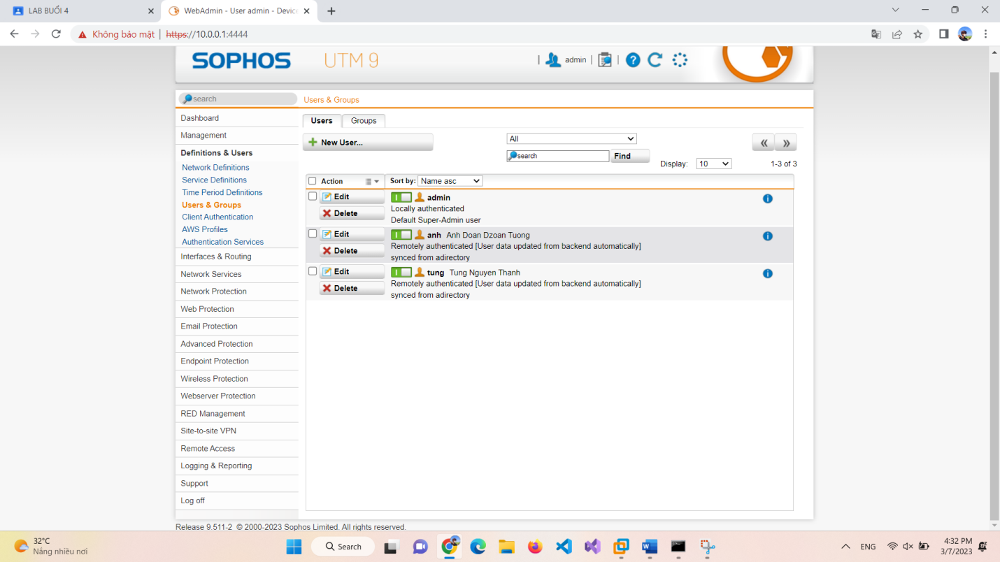 LAB BUỔI 4
WebAdmin - User admin - Device
Không bảo mật https://10.0.0.1:4444
SOPHOS UTM 9
admin
search
Users & Groups
Dashboard
Management
Definitions & Users
Network Definitions
Service Definitions
Time Period Definitions
Users & Groups
Client Authentication
AWS Profiles
Authentication Services
Interfaces & Routing
Network Services
Network Protection
Web Protection
Email Protection
Advanced Protection
Endpoint Protection
Wireless Protection
Webserver Protection
RED Management
Site-to-site VPN
Remote Access
Logging & Reporting
Support
Log off
Users Groups
New User...
All
search Find
Display: 10 1-3 of 3
Action Sort by: Name asc
Edit admin
Locally authenticated
Delete
Default Super-Admin user
Edit anh Anh Doan Dzoan Tuong
Remotely authenticated [User data updated from backend automatically]
Delete
synced from adirectory
Edit tung Tung Nguyen Thanh
Remotely authenticated [User data updated from backend automatically]
Delete
synced from adirectory
Release 9.511-2 © 2000-2023 Sophos Limited. All rights reserved.
32°C
Nắng nhiều nơi
Search
ENG
4:32 PM
3/7/2023